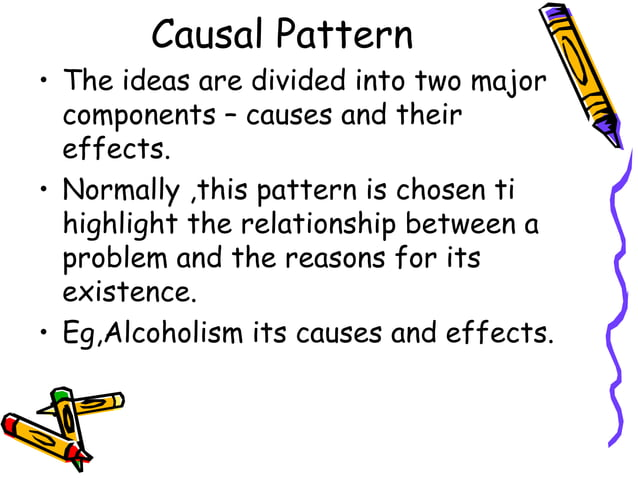 Causal Pattern
• The ideas are divided into two major
components – causes and their
effects.
• Normally ,this pattern is chosen ti
highlight the relationship between a
problem and the reasons for its
existence.
• Eg,Alcoholism its causes and effects.